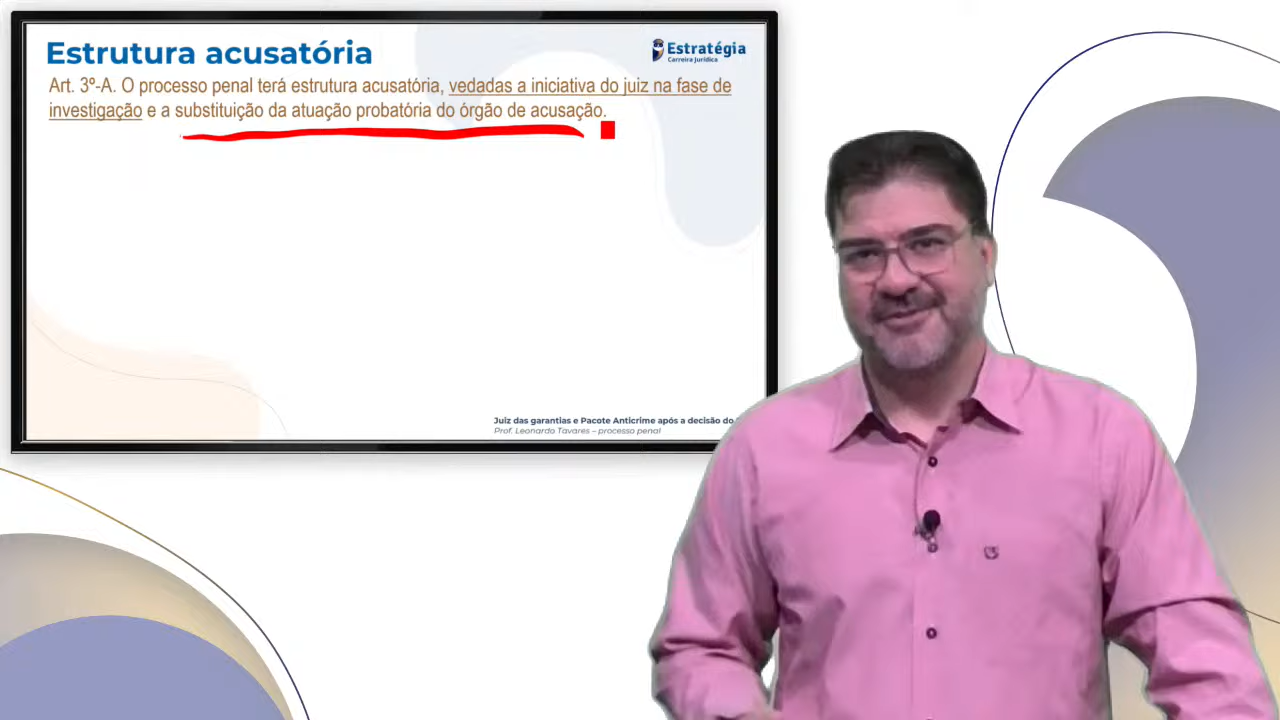 Estrutura acusatória
Estratégia
Carreira Jurídica
Art. 3º-A. O processo penal terá estrutura acusatória, vedadas a iniciativa do juiz na fase de
investigação e a substituição da atuação probatória do órgão de acusação.
Juiz das garantias e Pacote Anticrime após a decisão do
Prof. Leonardo Tavares – processo penal